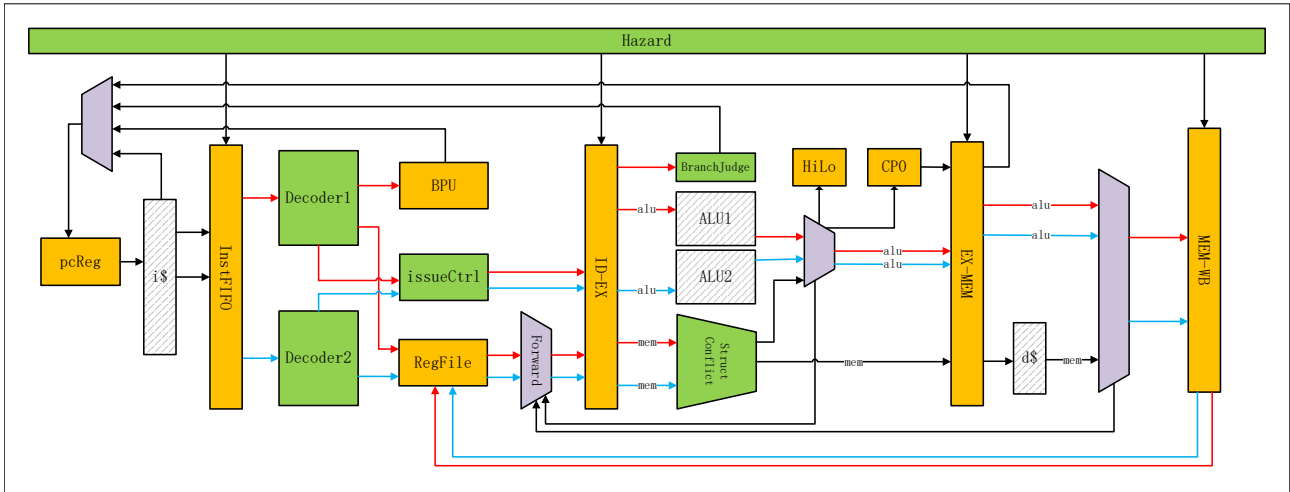 Hazard
BranchJudge
HiLo
CPO
BPU
Decoder1
alu
ALU1
alu
alu
MEM-WB
pcReg
i$
InstFIFO
issueCtrl
ID-EX
alu
ALU2
alu
alu
EX-MEM
Decoder2
RegFile
Forward
mem
mem
Struct
Conflict
mem
d$
mem